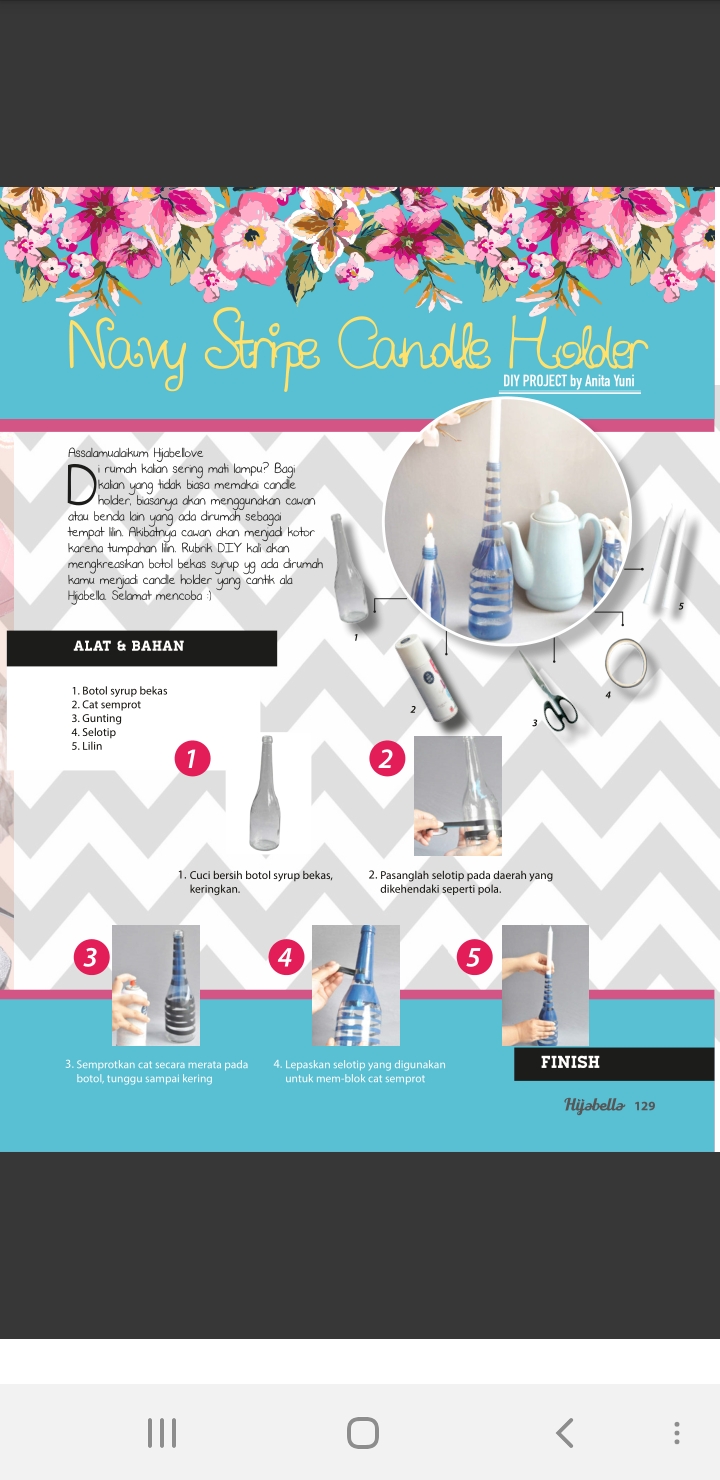 Navy Stripe Candle Holder
DIY PROJECT by Anita Yuni
Assalamualaikum Hijabellove
Di rumah kalian sering mati lampu? Bagi
kalian yang tidak biasa memakai candle
holder, biasanya akan menggunakan cawan
atau benda lain yang ada dirumah sebagai
tempat lilin. Akibatnya cawan akan menjadi kotor
karena tumpahan lilin. Rubrik DIY kali akan
mengkreasikan botol bekas syrup yg ada dirumah
kamu menjadi candle holder yang cantik ala
Hijabella. Selamat mencoba :)
1
2
3
4
5
ALAT & BAHAN
1. Botol syrup bekas
2. Cat semprot
3. Gunting
4. Selotip
5. Lilin
1
1. Cuci bersih botol syrup bekas,
keringkan.
2
2. Pasanglah selotip pada daerah yang
dikehendaki seperti pola.
3
3. Semprotkan cat secara merata pada
botol, tunggu sampai kering
4
4. Lepaskan selotip yang digunakan
untuk mem-blok cat semprot
5
FINISH
Hijabella 129